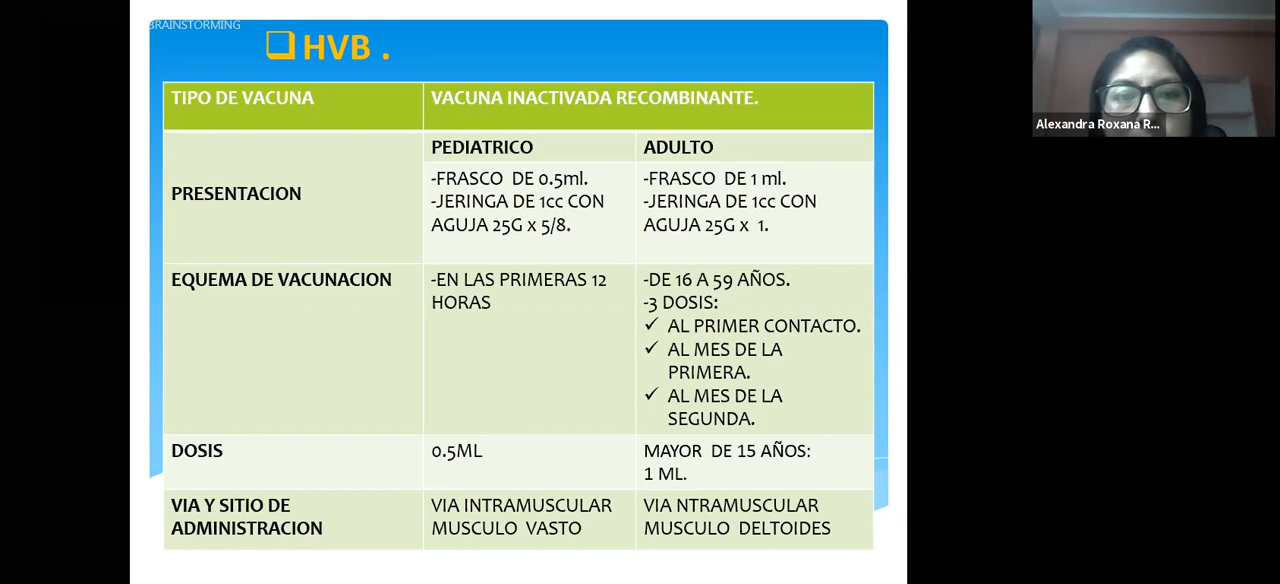 BRAINSTORMING
HVB .
TIPO DE VACUNA
VACUNA INACTIVADA RECOMBINANTE.
PRESENTACION
PEDIATRICO
-FRASCO DE 0.5ml.
-JERINGA DE 1cc CON
AGUJA 25G x 5/8.
ADULTO
-FRASCO DE 1 ml.
-JERINGA DE 1cc CON
AGUJA 25G x 1.
EQUEMA DE VACUNACION
-EN LAS PRIMERAS 12
HORAS
-DE 16 A 59 AÑOS.
-3 DOSIS:
✓ AL PRIMER CONTACTO.
✓ AL MES DE LA
PRIMERA.
✓ AL MES DE LA
SEGUNDA.
DOSIS
0.5ML
MAYOR DE 15 AÑOS:
1 ML.
VIA Y SITIO DE
ADMINISTRACION
VIA INTRAMUSCULAR
MUSCULO VASTO
VIA NTRAMUSCULAR
MUSCULO DELTOIDES
Alexandra Roxana R...